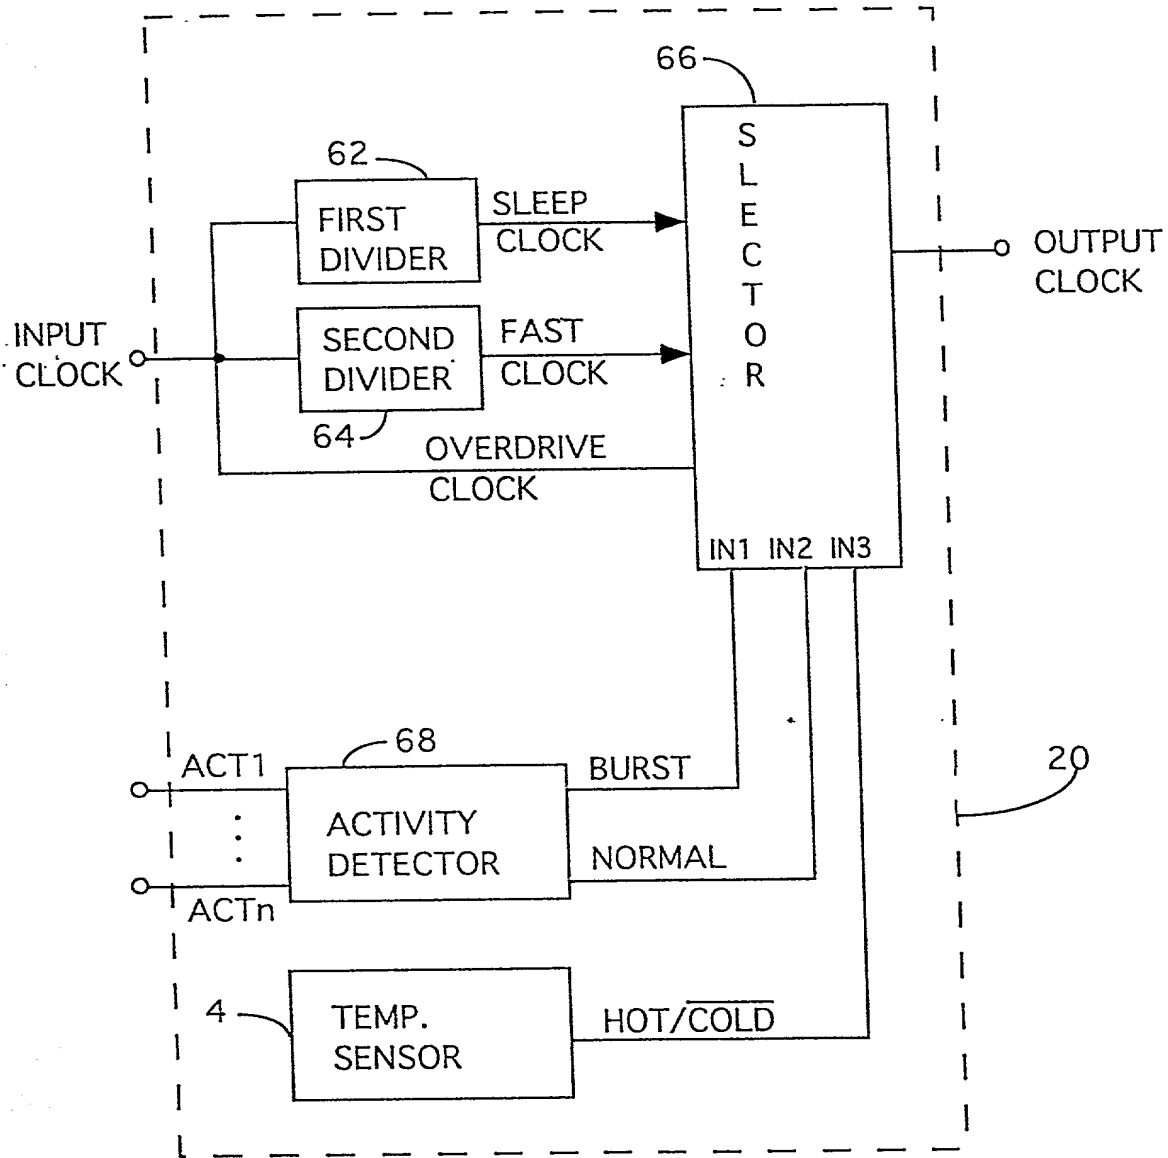 66
SLECTOR
62
FIRST
DIVIDER
SLEEP
CLOCK
OUTPUT
CLOCK
INPUT
CLOCK
SECOND
DIVIDER
FAST
CLOCK
64
OVERDRIVE
CLOCK
IN1 IN2 IN3
68
ACT1
BURST
20
ACTIVITY
DETECTOR
NORMAL
ACTn
4
TEMP.
SENSOR
HOT/C̅O̅L̅D̅